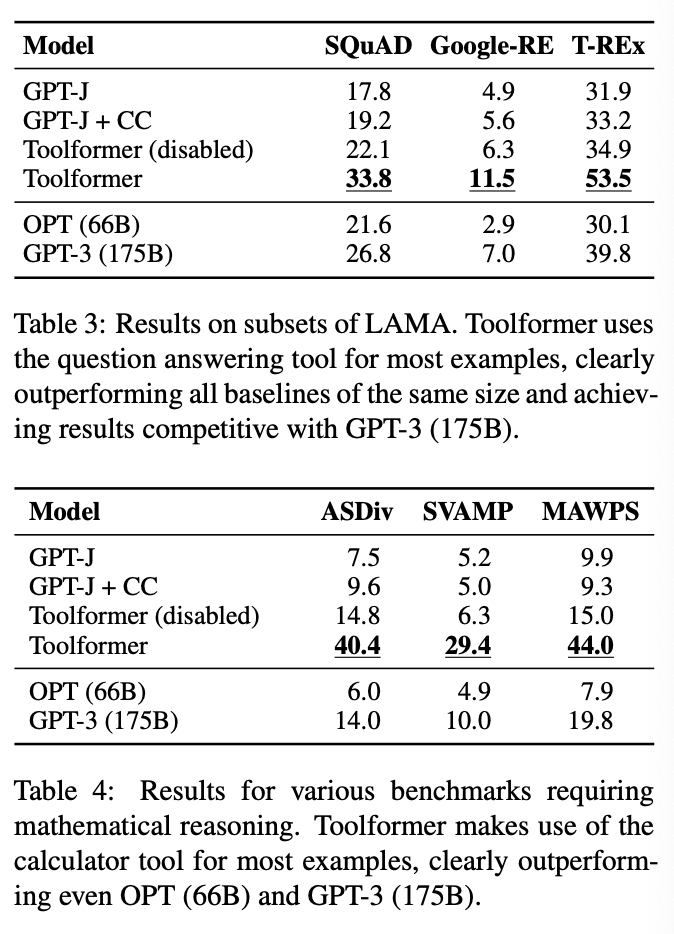 Model SQuAD Google-RE T-REx
GPT-J 17.8 4.9 31.9
GPT-J + CC 19.2 5.6 33.2
Toolformer (disabled) 22.1 6.3 34.9
Toolformer 33.8 11.5 53.5
OPT (66B) 21.6 2.9 30.1
GPT-3 (175B) 26.8 7.0 39.8
Table 3: Results on subsets of LAMA. Toolformer uses
the question answering tool for most examples, clearly
outperforming all baselines of the same size and achiev-
ing results competitive with GPT-3 (175B).
Model ASDiv SVAMP MAWPS
GPT-J 7.5 5.2 9.9
GPT-J + CC 9.6 5.0 9.3
Toolformer (disabled) 14.8 6.3 15.0
Toolformer 40.4 29.4 44.0
OPT (66B) 6.0 4.9 7.9
GPT-3 (175B) 14.0 10.0 19.8
Table 4: Results for various benchmarks requiring
mathematical reasoning. Toolformer makes use of the
calculator tool for most examples, clearly outperform-
ing even OPT (66B) and GPT-3 (175B).